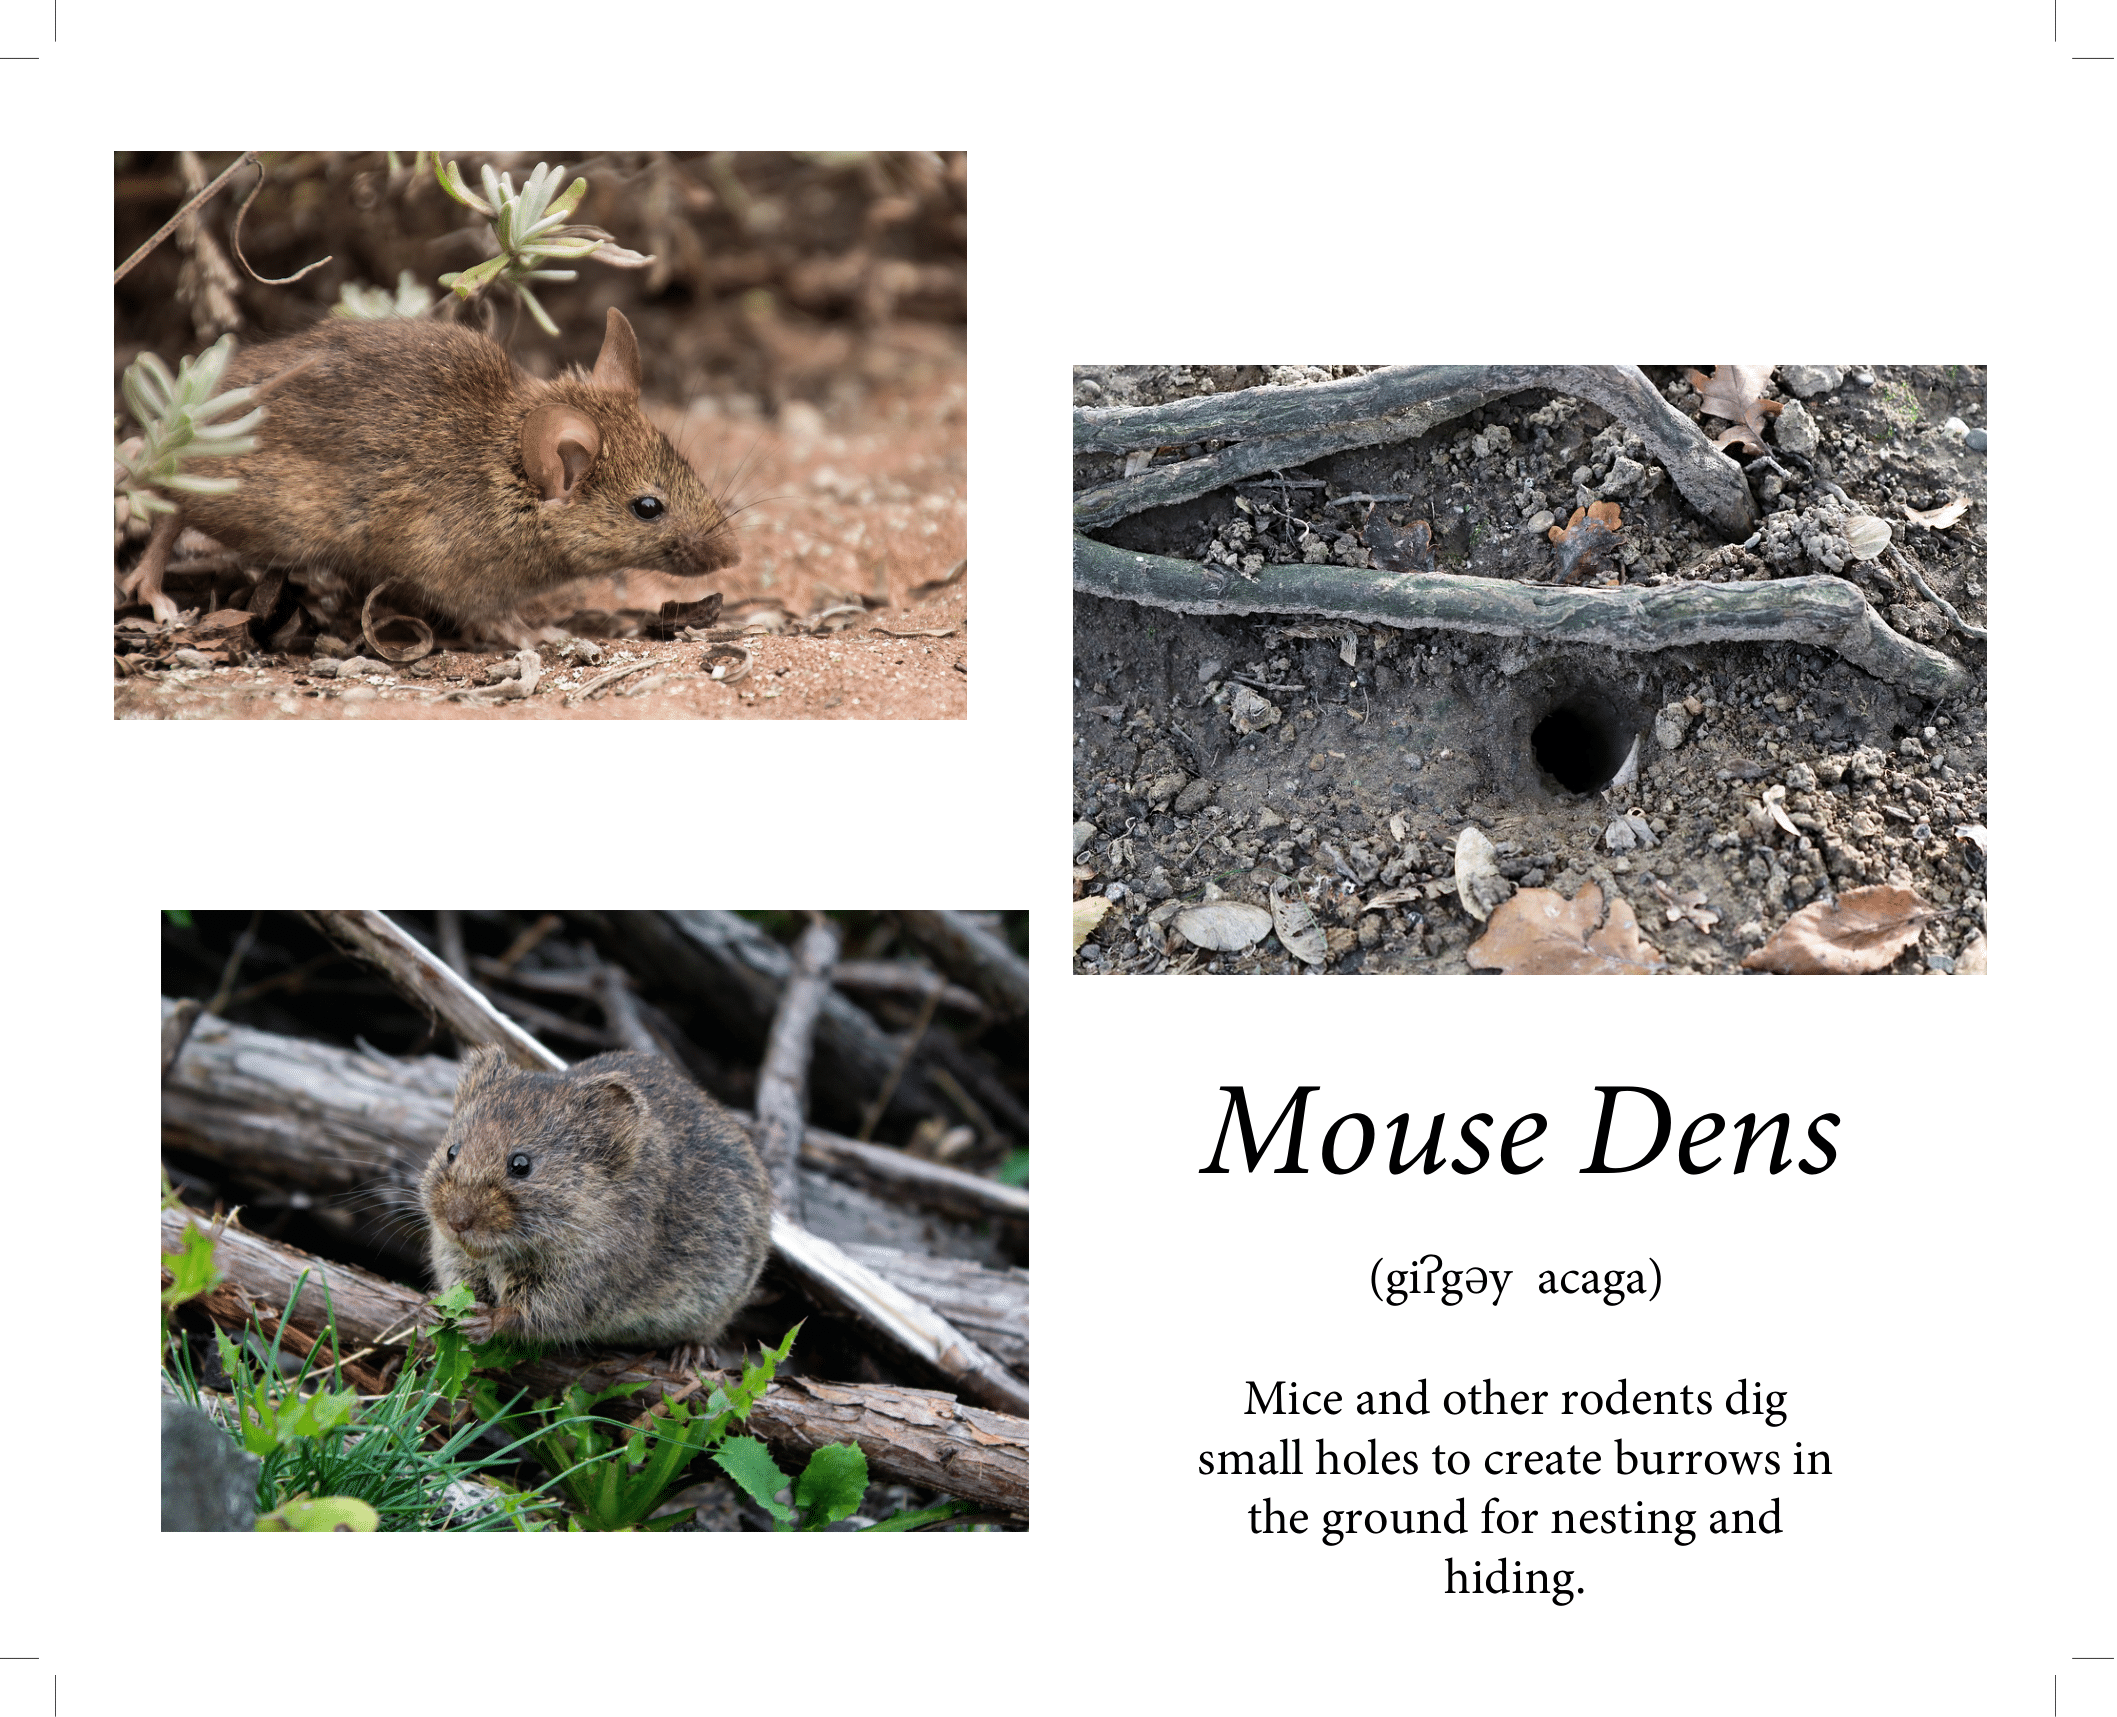 Mouse Dens
(giʔgəy acaga)
Mice and other rodents dig
small holes to create burrows in
the ground for nesting and
hiding.